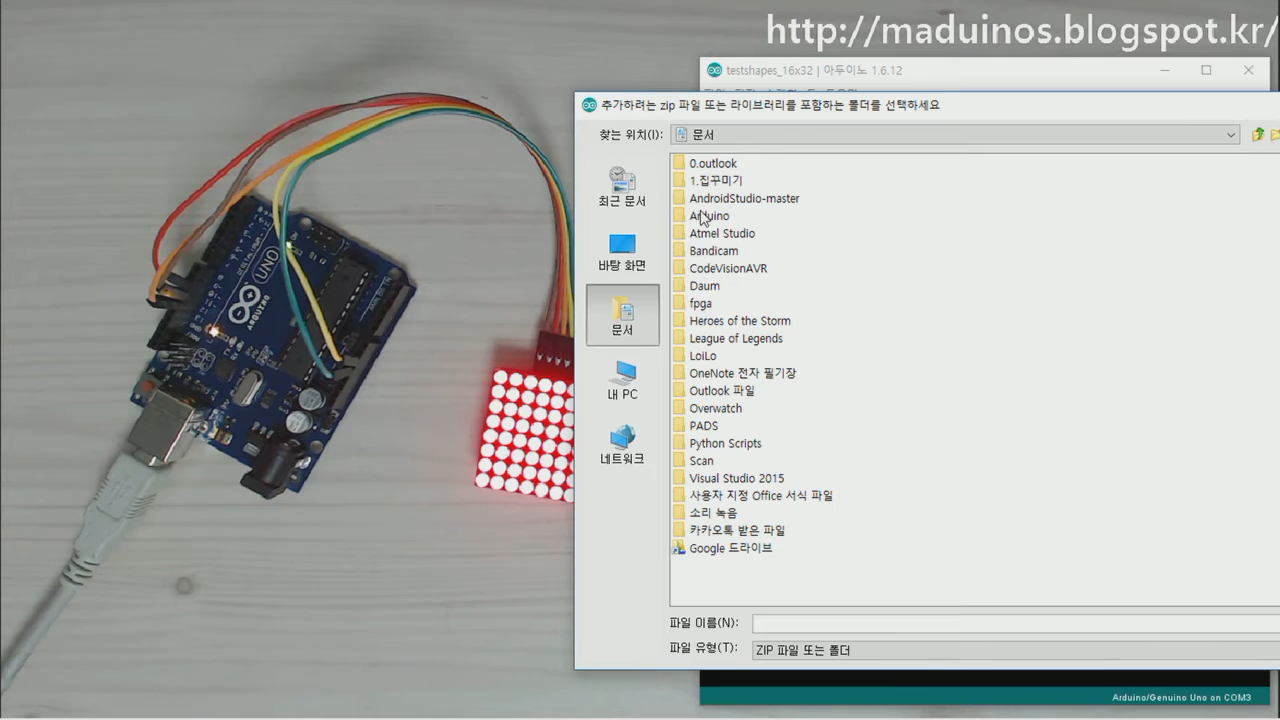 http://maduinos.blogspot.kr/
testshapes_16x32 | 아두이노 1.6.12
추가하려는 zip 파일 또는 라이브러리를 포함하는 폴더를 선택하세요
찾는 위치(I):
문서
최근 문서
바탕 화면
문서
내 PC
네트워크
0.outlook
1.집꾸미기
AndroidStudio-master
Arduino
Atmel Studio
Bandicam
CodeVisionAVR
Daum
fpga
Heroes of the Storm
League of Legends
LoiLo
OneNote 전자 필기장
Outlook 파일
Overwatch
PADS
Python Scripts
Scan
Visual Studio 2015
사용자 지정 Office 서식 파일
소리 녹음
카카오톡 받은 파일
Google 드라이브
파일 이름(N):
파일 유형(T):
ZIP 파일 또는 폴더
Arduino/Genuino Uno on COM3
UNO
ARDUINO